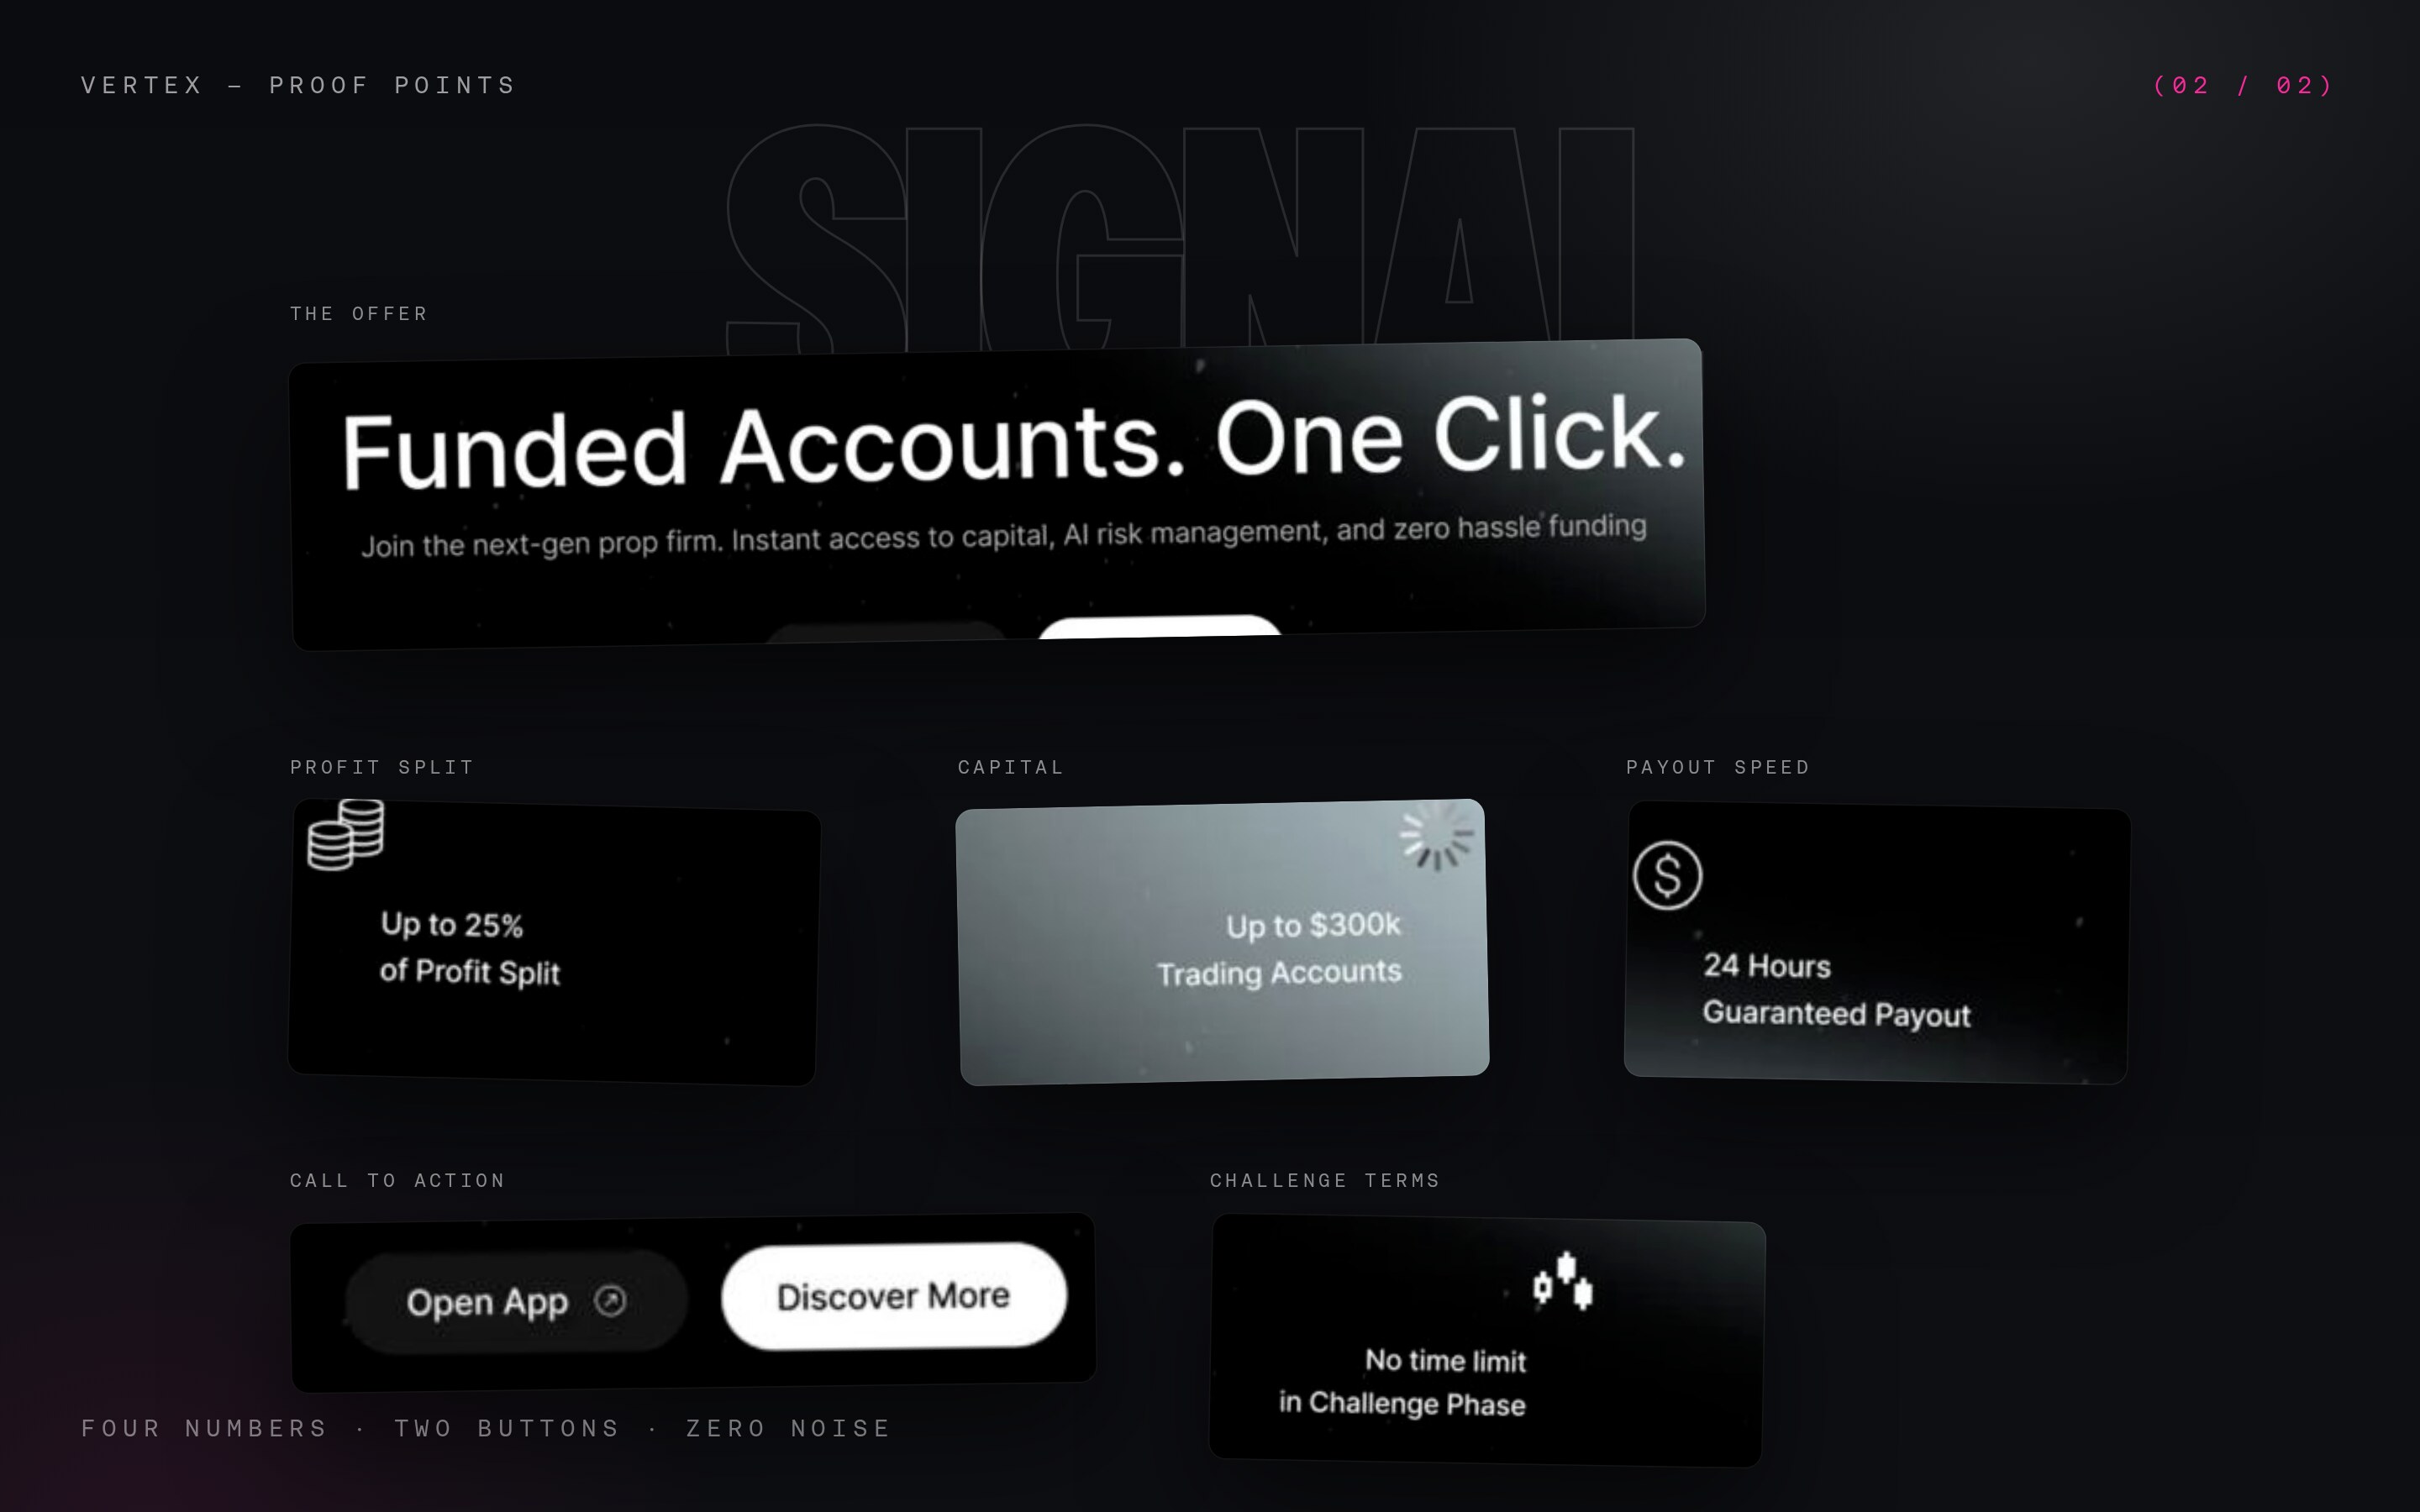 VERTEX — PROOF POINTS
(02 / 02)
SIGNAL
THE OFFER
Funded Accounts. One Click.
Join the next-gen prop firm. Instant access to capital, AI risk management, and zero hassle funding
PROFIT SPLIT
CAPITAL
PAYOUT SPEED
Up to 25%
of Profit Split
Up to $300k
Trading Accounts
24 Hours
Guaranteed Payout
CALL TO ACTION
CHALLENGE TERMS
Open App
Discover More
No time limit
in Challenge Phase
FOUR NUMBERS · TWO BUTTONS · ZERO NOISE